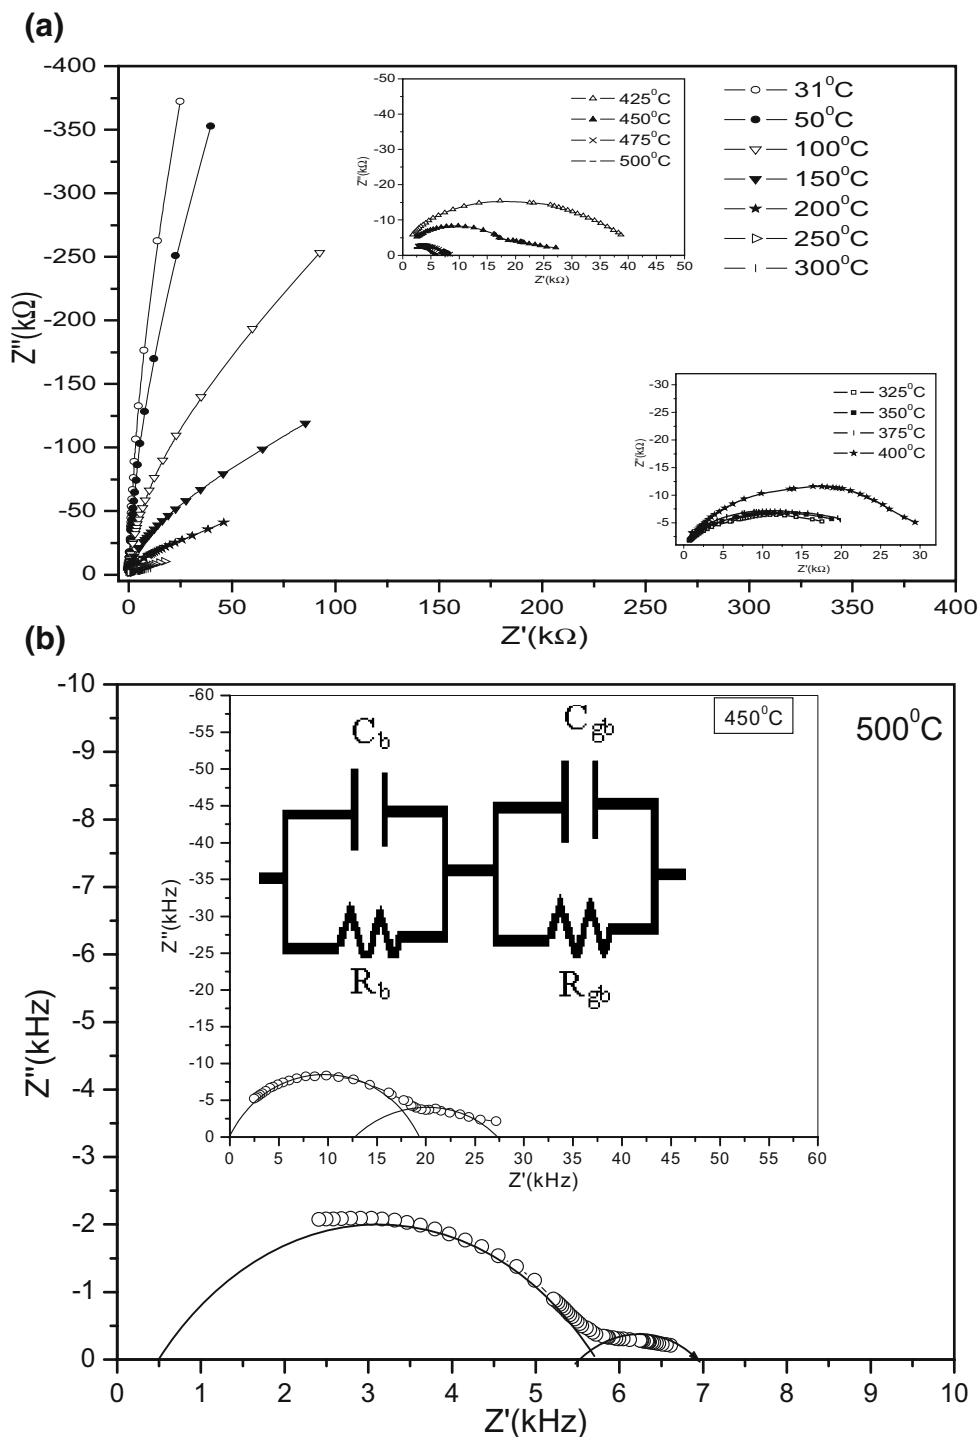 (a)
-400
-350
-300
-250
-200
-150
-100
-50
0
Z''(kΩ)
0 50 100 150 200 250 300 350 400
Z'(kΩ)
31⁰C
50⁰C
100⁰C
150⁰C
200⁰C
250⁰C
300⁰C
-50
-40
-30
-20
-10
0
Z''(kΩ)
0 5 10 15 20 25 30 35 40 45 50
Z'(kΩ)
425⁰C
450⁰C
475⁰C
500⁰C
-30
-25
-20
-15
-10
-5
Z''(kΩ)
0 5 10 15 20 25 30
Z'(kΩ)
325⁰C
350⁰C
375⁰C
400⁰C
(b)
-10
-9
-8
-7
-6
-5
-4
-3
-2
-1
0
Z''(kHz)
0 1 2 3 4 5 6 7 8 9 10
Z'(kHz)
500⁰C
-60
-55
-50
-45
-40
-35
-30
-25
-20
-15
-10
-5
0
Z''(kHz)
0 5 10 15 20 25 30 35 40 45 50 55 60
Z'(kHz)
450⁰C
C_b C_gb
R_b R_gb